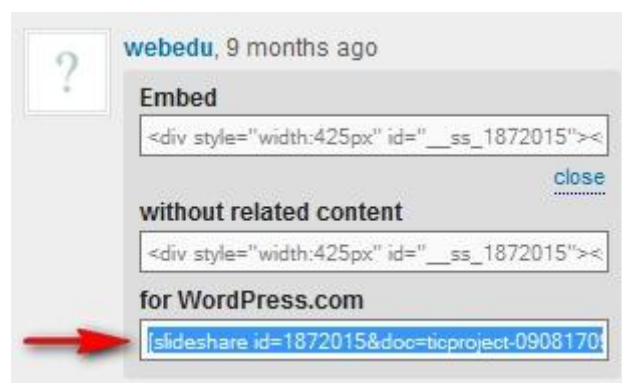 ?
webedu, 9 months ago
Embed
<div style="width:425px" id="__ss_1872015"><
close
without related content
<div style="width:425px" id="__ss_1872015"><
for WordPress.com
[slideshare id=1872015&doc=ticproject-09081709